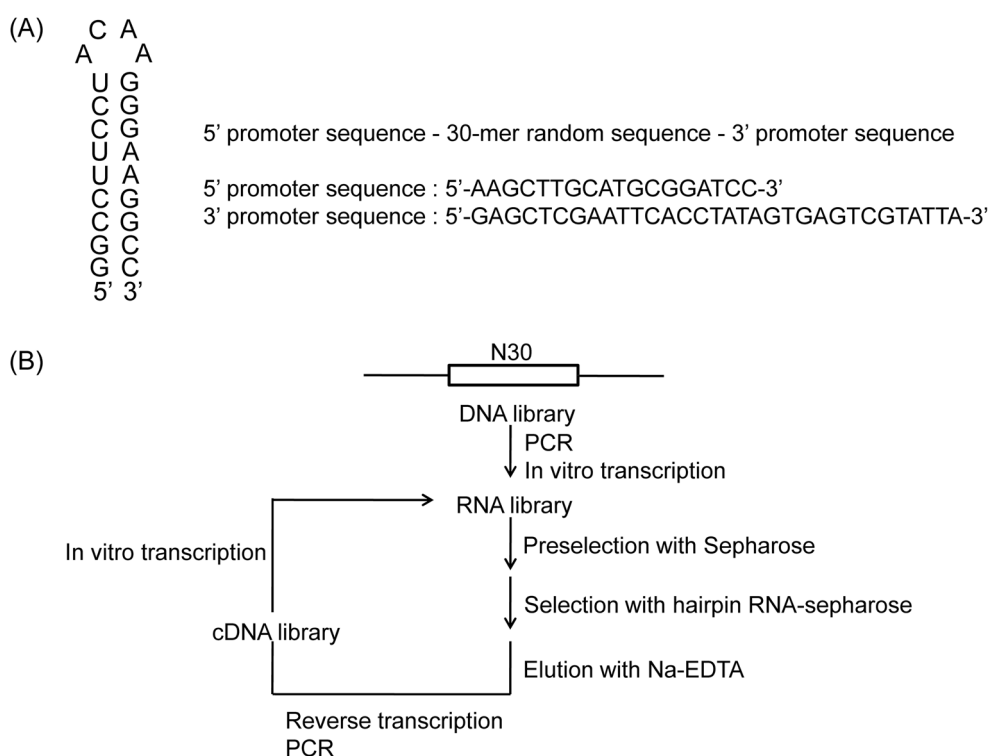 (A)
C A
A A
U G
C G
C G
U A
U A
C G
C G
G C
G C
5’ 3’
5’ promoter sequence - 30-mer random sequence - 3’ promoter sequence
5’ promoter sequence : 5’-AAGCTTGCATGCGGATCC-3’
3’ promoter sequence : 5’-GAGCTCGAATTCACCTATAGTGAGTCGTATTA-3’
(B)
N30
DNA library
PCR
In vitro transcription
RNA library
Preselection with Sepharose
In vitro transcription
Selection with hairpin RNA-sepharose
cDNA library
Elution with Na-EDTA
Reverse transcription
PCR